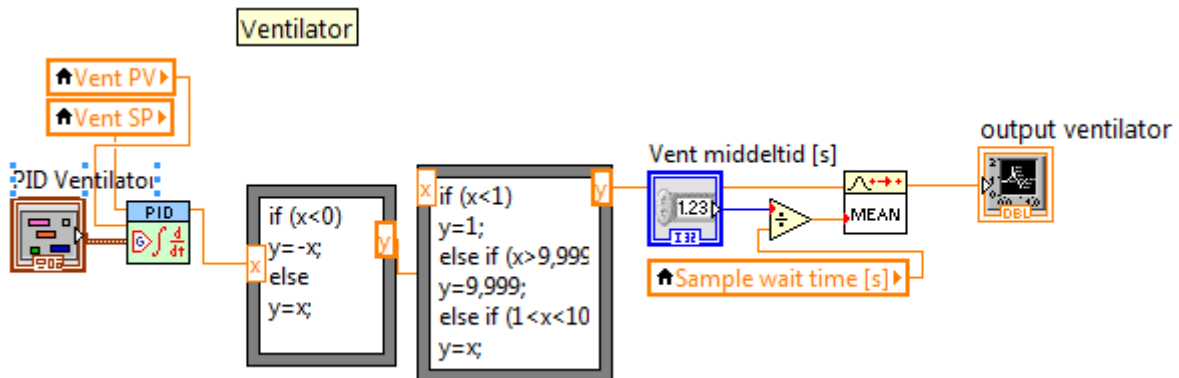 Ventilator
Vent PV
Vent SP
PID Ventilator
PID
d
dt
x
if (x<0)
y=-x;
else
y=x;
y
x
if (x<1)
y=1;
else if (x>9,999
y=9,999;
else if (1<x<10
y=x;
y
Vent middeltid [s]
1.23
I32
÷
Sample wait time [s]
MEAN
output ventilator
DBL